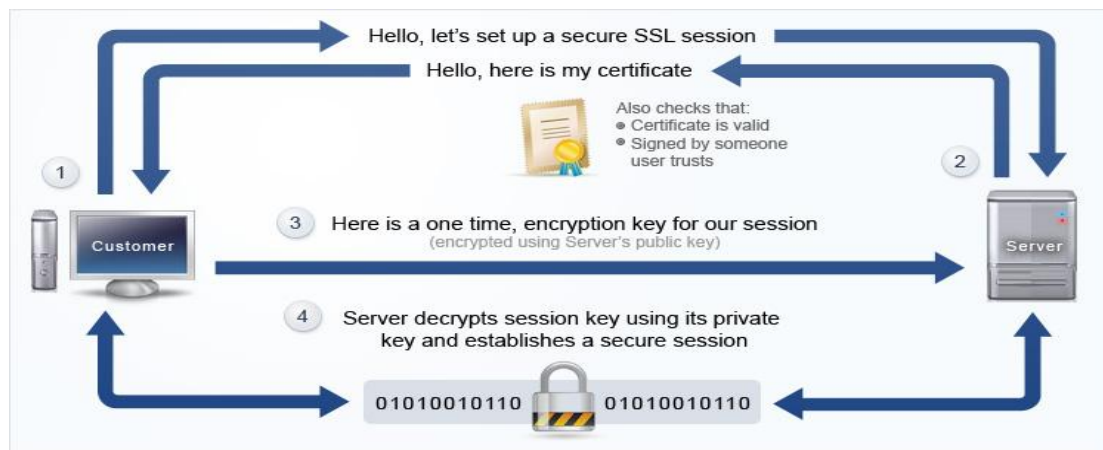 Hello, let's set up a secure SSL session
Hello, here is my certificate
Also checks that:
• Certificate is valid
• Signed by someone
user trusts
1
2
Customer
3 Here is a one time, encryption key for our session
(encrypted using Server's public key)
Server
4 Server decrypts session key using its private
key and establishes a secure session
01010010110 01010010110